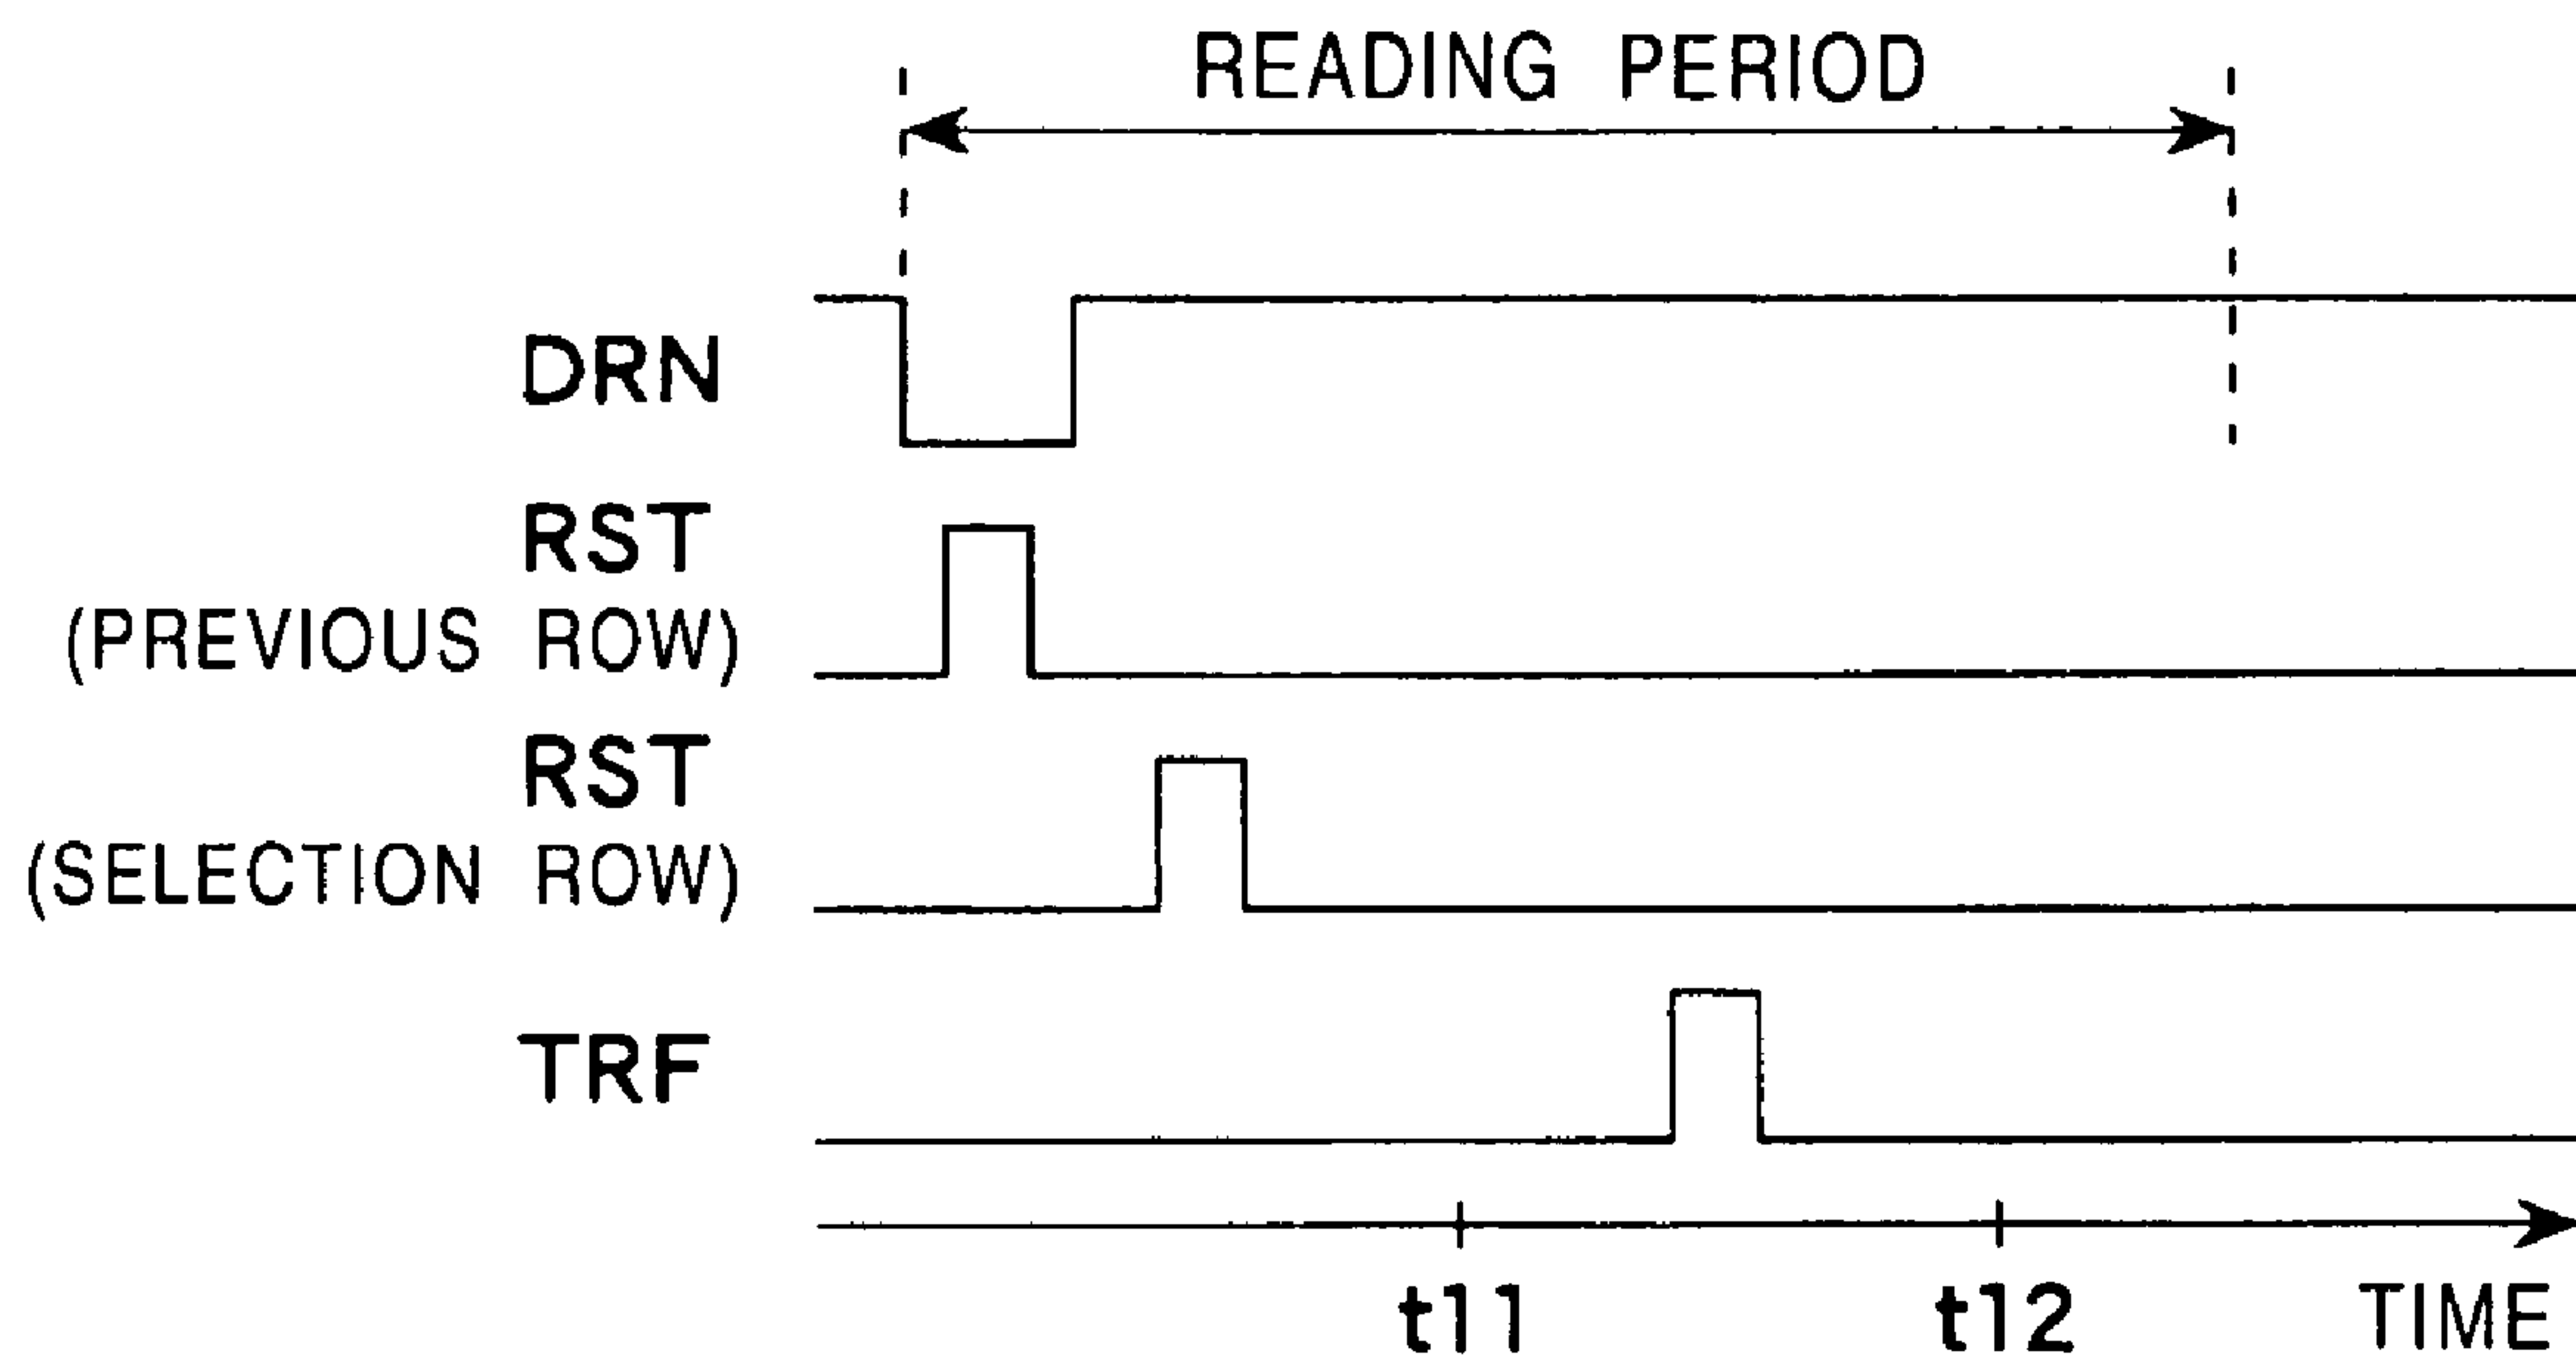 READING PERIOD
DRN
RST
(PREVIOUS ROW)
RST
(SELECTION ROW)
TRF
t11
t12
TIME